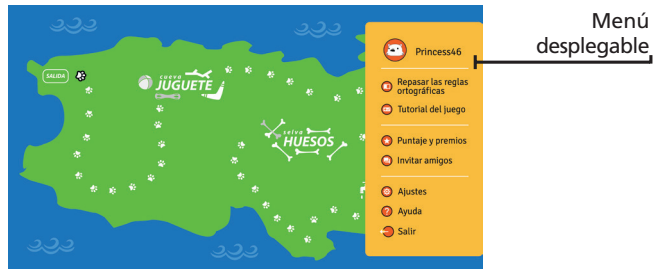 Menú
desplegable
Princess46
SALIDA
cueva
JUGUETE
Repasar las reglas
ortográficas
Tutorial del juego
selva
HUESOS
Puntaje y premios
Invitar amigos
Ajustes
Ayuda
Salir